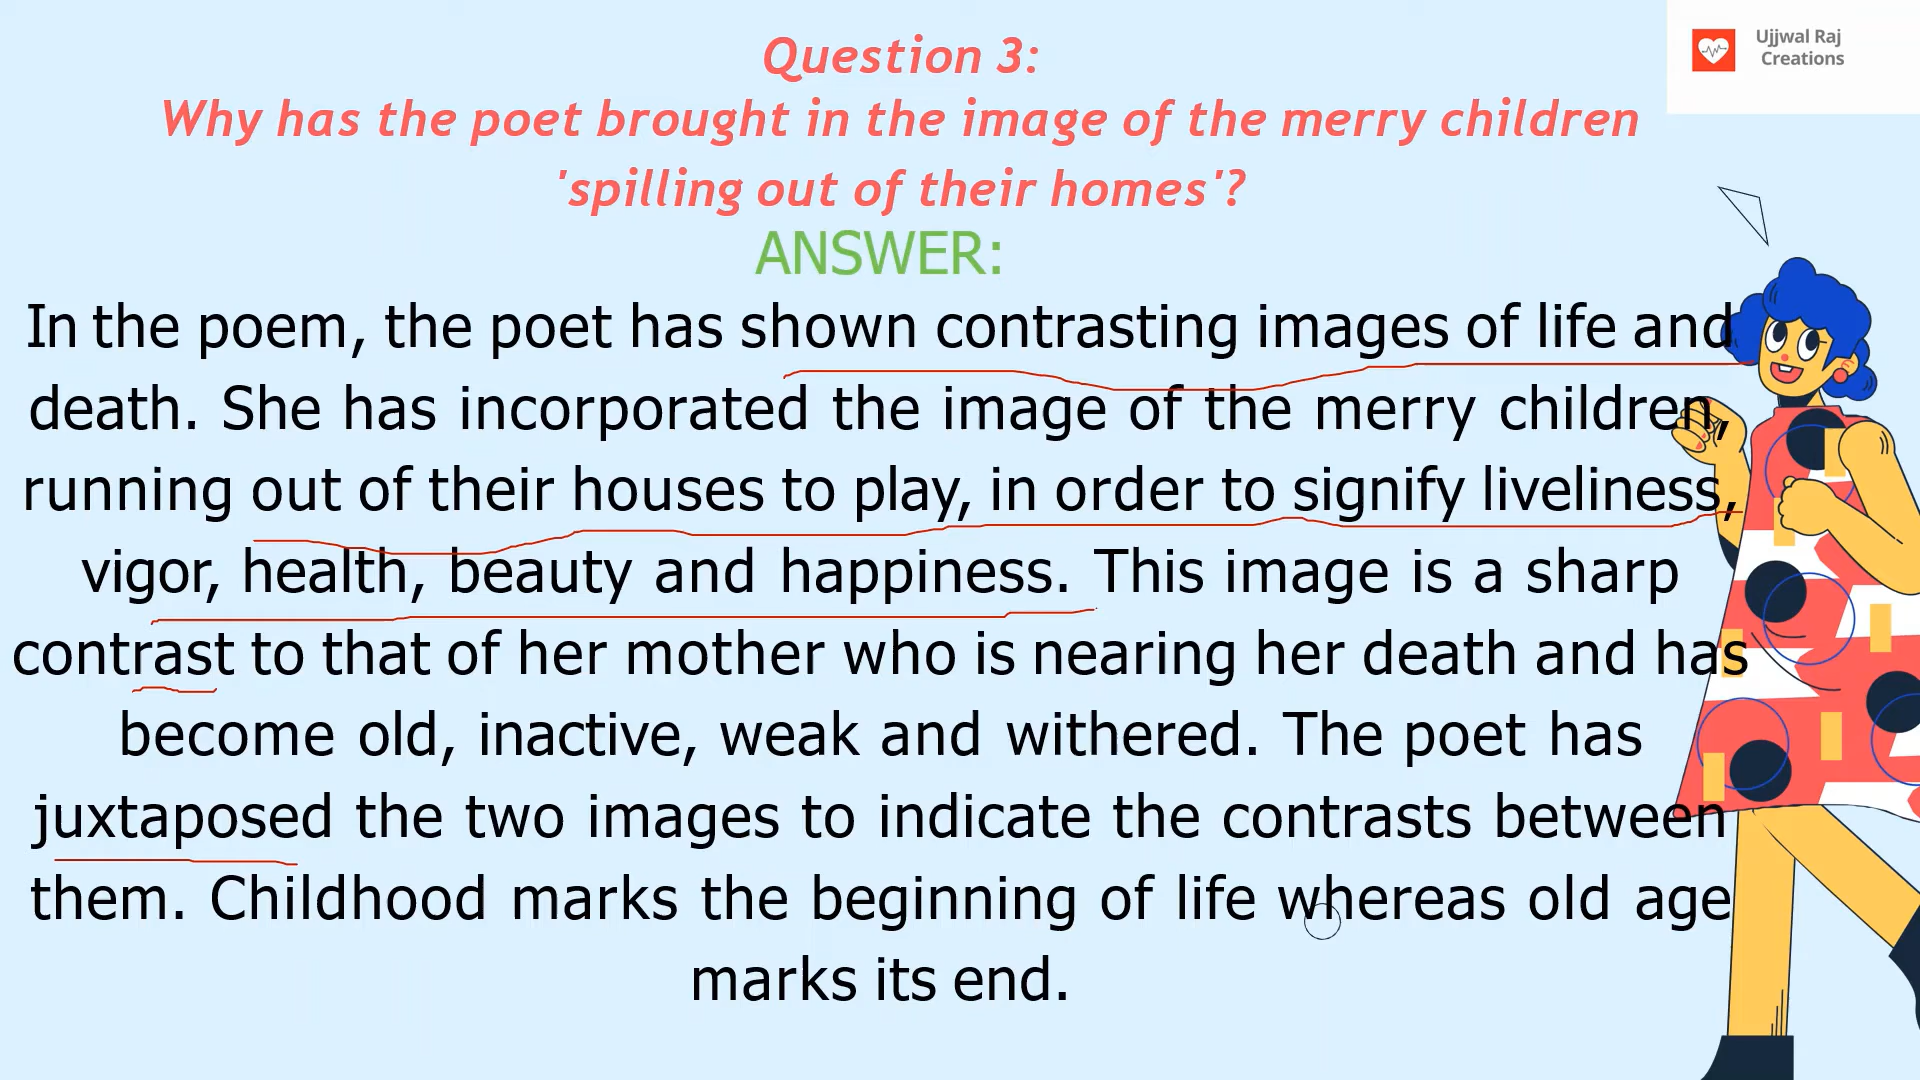 Question 3:
Why has the poet brought in the image of the merry children
'spilling out of their homes'?
ANSWER:
In the poem, the poet has shown contrasting images of life and
death. She has incorporated the image of the merry children,
running out of their houses to play, in order to signify liveliness,
vigor, health, beauty and happiness. This image is a sharp
contrast to that of her mother who is nearing her death and has
become old, inactive, weak and withered. The poet has
juxtaposed the two images to indicate the contrasts between
them. Childhood marks the beginning of life whereas old age
marks its end.
Ujjwal Raj
Creations